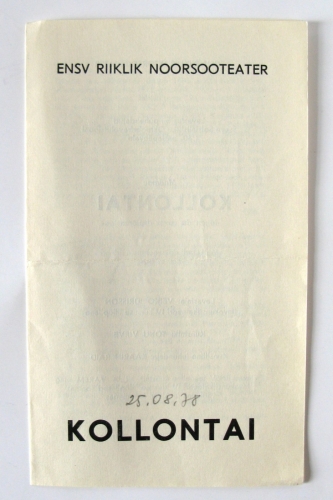 ENSV RIIKLIK NOORSOOTEATER
25.08.78
KOLLONTAI